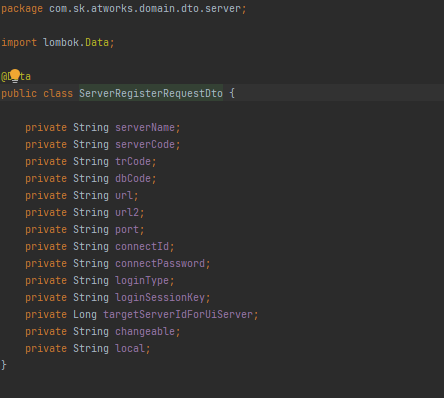 package com.sk.atworks.domain.dto.server;
import lombok.Data;
@Data
public class ServerRegisterRequestDto {
private String serverName;
private String serverCode;
private String trCode;
private String dbCode;
private String url;
private String url2;
private String port;
private String connectId;
private String connectPassword;
private String loginType;
private String loginSessionKey;
private Long targetServerIdForUiServer;
private String changeable;
private String local;
}